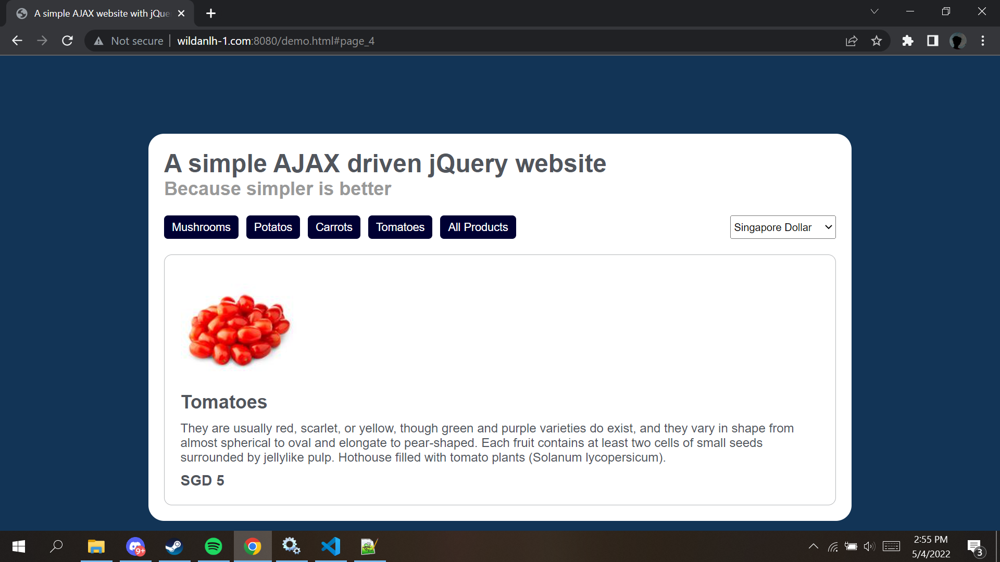 A simple AJAX website with jQue
Not secure
wildanlh-1.com:8080/demo.html#page_4
A simple AJAX driven jQuery website
Because simpler is better
Mushrooms
Potatos
Carrots
Tomatoes
All Products
Singapore Dollar
Tomatoes
They are usually red, scarlet, or yellow, though green and purple varieties do exist, and they vary in shape from
almost spherical to oval and elongate to pear-shaped. Each fruit contains at least two cells of small seeds
surrounded by jellylike pulp. Hothouse filled with tomato plants (Solanum lycopersicum).
SGD 5
9+
2:55 PM
5/4/2022
3